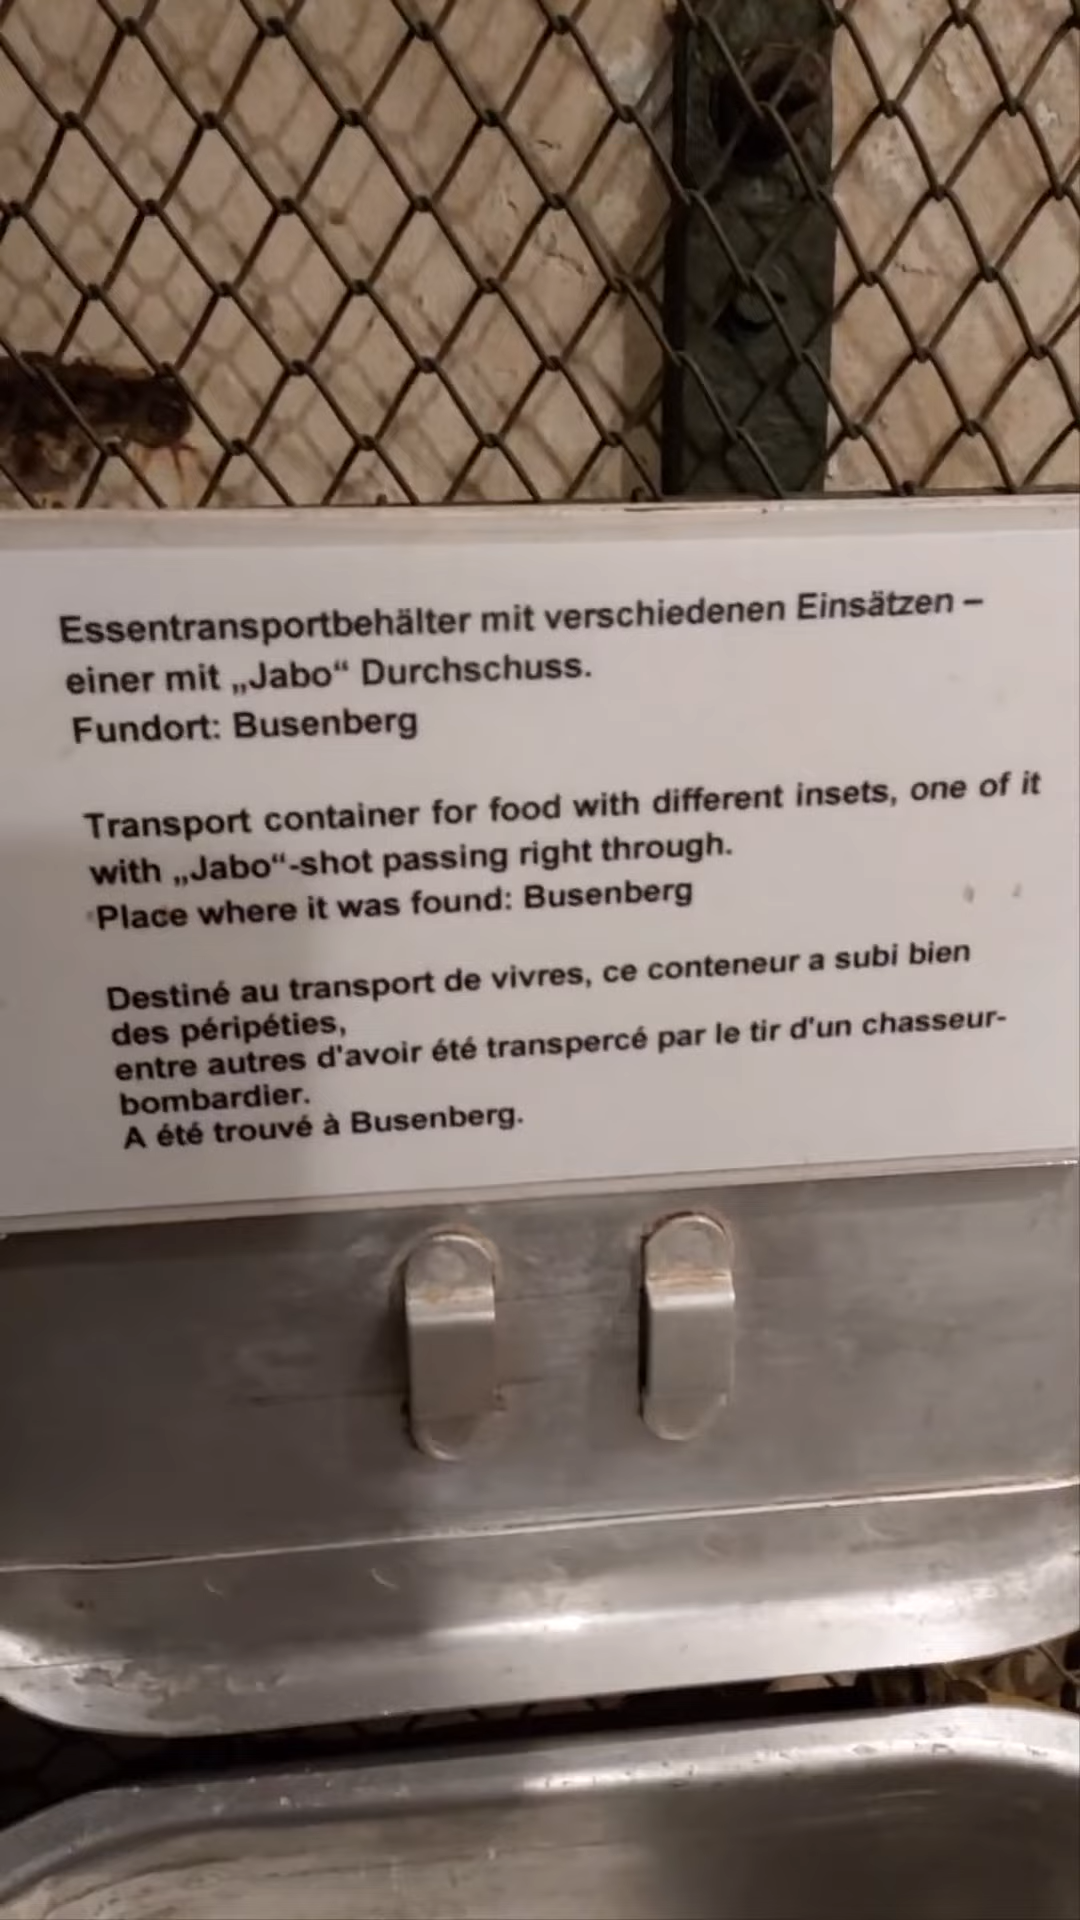 Essentransportbehälter mit verschiedenen Einsätzen –
einer mit „Jabo“ Durchschuss.
Fundort: Busenberg
Transport container for food with different insets, one of it
with „Jabo“-shot passing right through.
Place where it was found: Busenberg
Destiné au transport de vivres, ce conteneur a subi bien
des péripéties,
entre autres d'avoir été transpercé par le tir d'un chasseur-
bombardier.
A été trouvé à Busenberg.